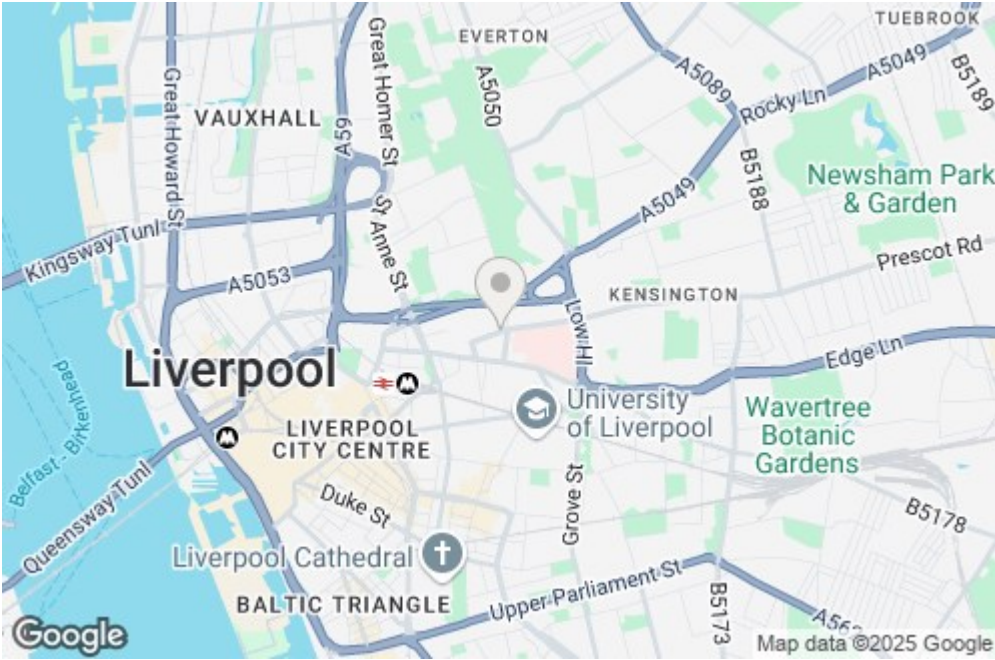 TUEBROOK
EVERTON
Great Homer St
A5050
A5089
A5049
B5189
Great Howard St
VAUXHALL
A59
Rocky Ln
B5188
Newsham Park
& Garden
A5049
St Anne St
Kingsway Tunl
A5053
Prescot Rd
KENSINGTON
Low Hill
Edge Ln
Liverpool
University
of Liverpool
Wavertree
Botanic
Gardens
LIVERPOOL
CITY CENTRE
Belfast - Birkenhead
Queensway Tunl
Duke St
Grove St
B5178
Liverpool Cathedral
BALTIC TRIANGLE
Upper Parliament St
B5173
Google
Map data ©2025 Google